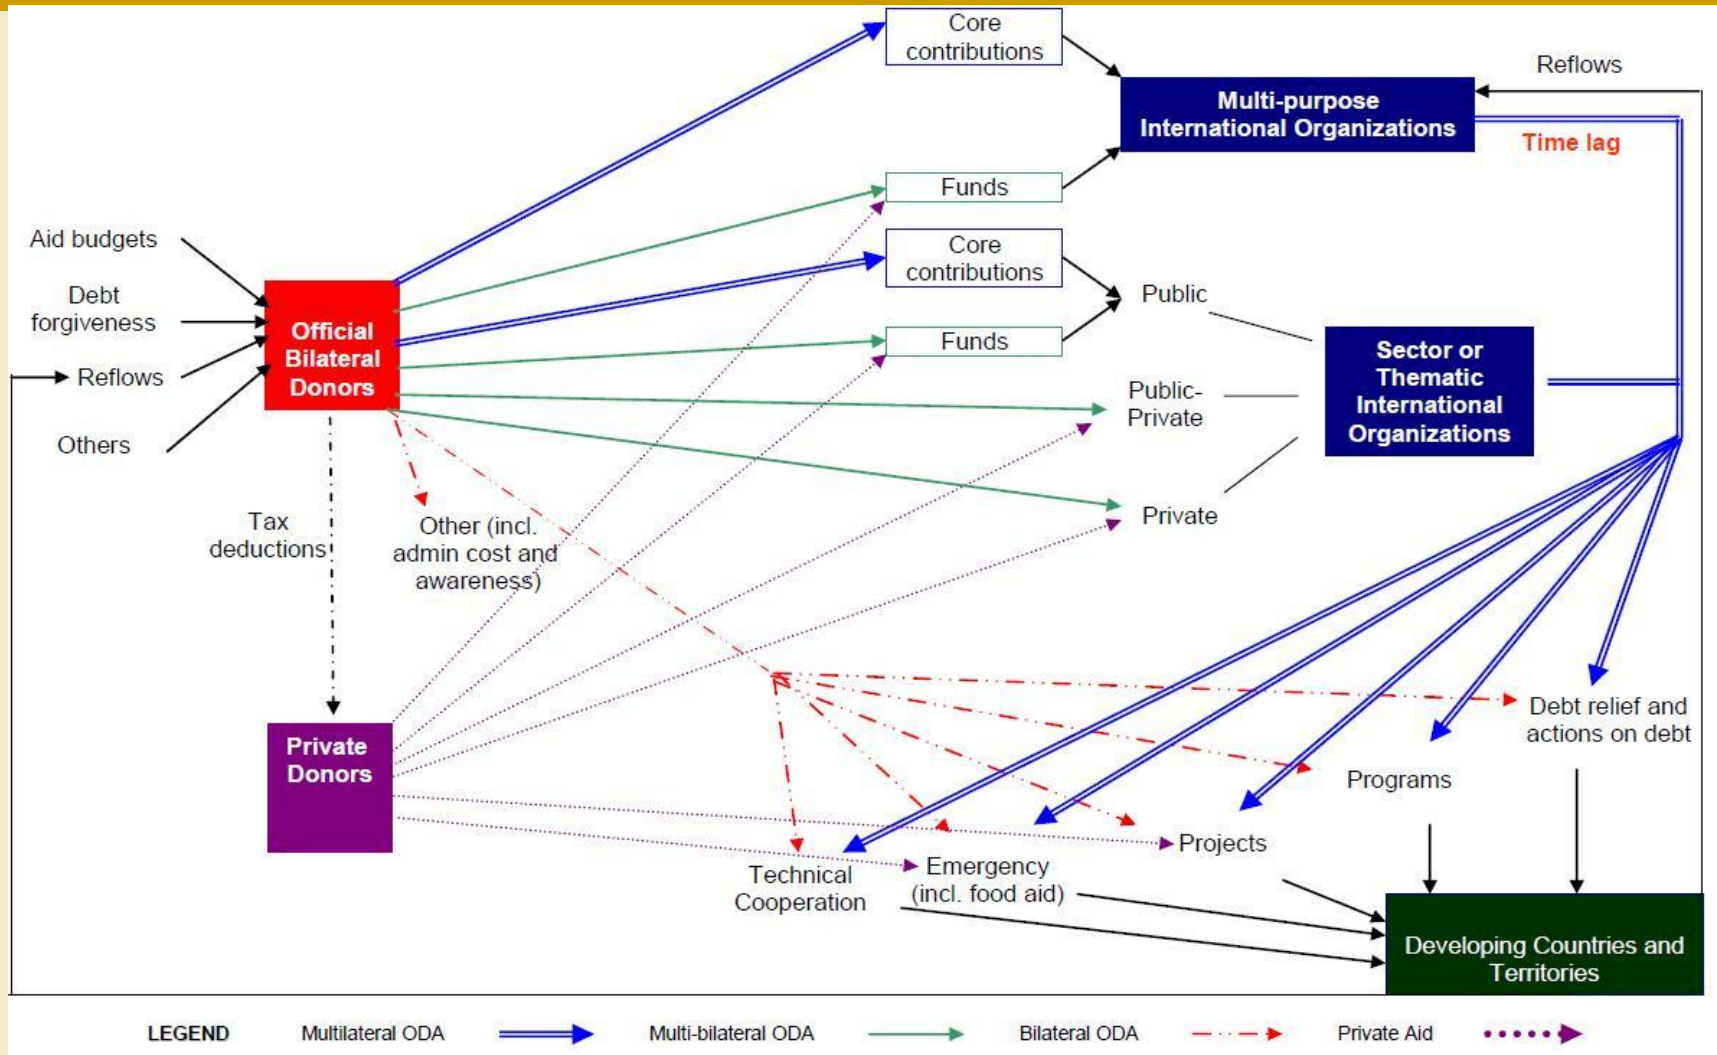 Core
contributions
Reflows
Multi-purpose
International Organizations
Time lag
Funds
Aid budgets
Core
contributions
Debt
forgiveness
Public
Official
Bilateral
Donors
Funds
Sector or
Thematic
International
Organizations
Reflows
Public-
Private
Others
Private
Tax
deductions
Other (incl.
admin cost and
awareness)
Debt relief and
actions on debt
Private
Donors
Programs
Projects
Technical
Cooperation
Emergency
(incl. food aid)
Developing Countries and
Territories
LEGEND Multilateral ODA Multi-bilateral ODA Bilateral ODA Private Aid